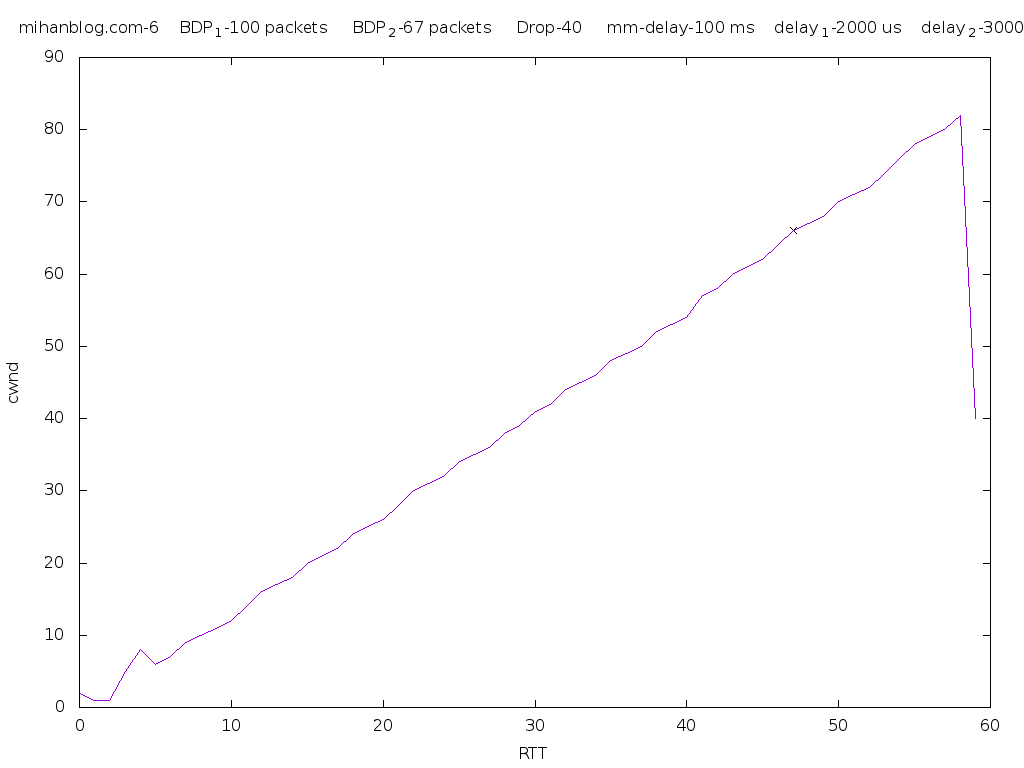 mihanblog.com-6 BDP1-100 packets BDP2-67 packets Drop-40 mm-delay-100 ms delay1-2000 us delay2-3000
90
80
70
60
50
40
30
20
10
0
cwnd
0 10 20 30 40 50 60
RTT